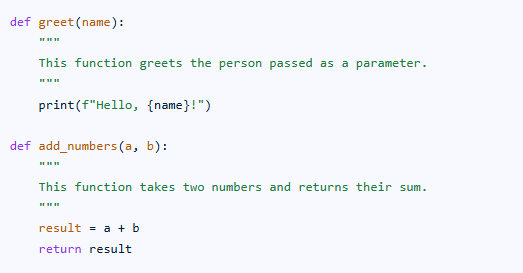 def greet(name):
    """
    This function greets the person passed as a parameter.
    """
    print(f"Hello, {name}!")

def add_numbers(a, b):
    """
    This function takes two numbers and returns their sum.
    """
    result = a + b
    return result